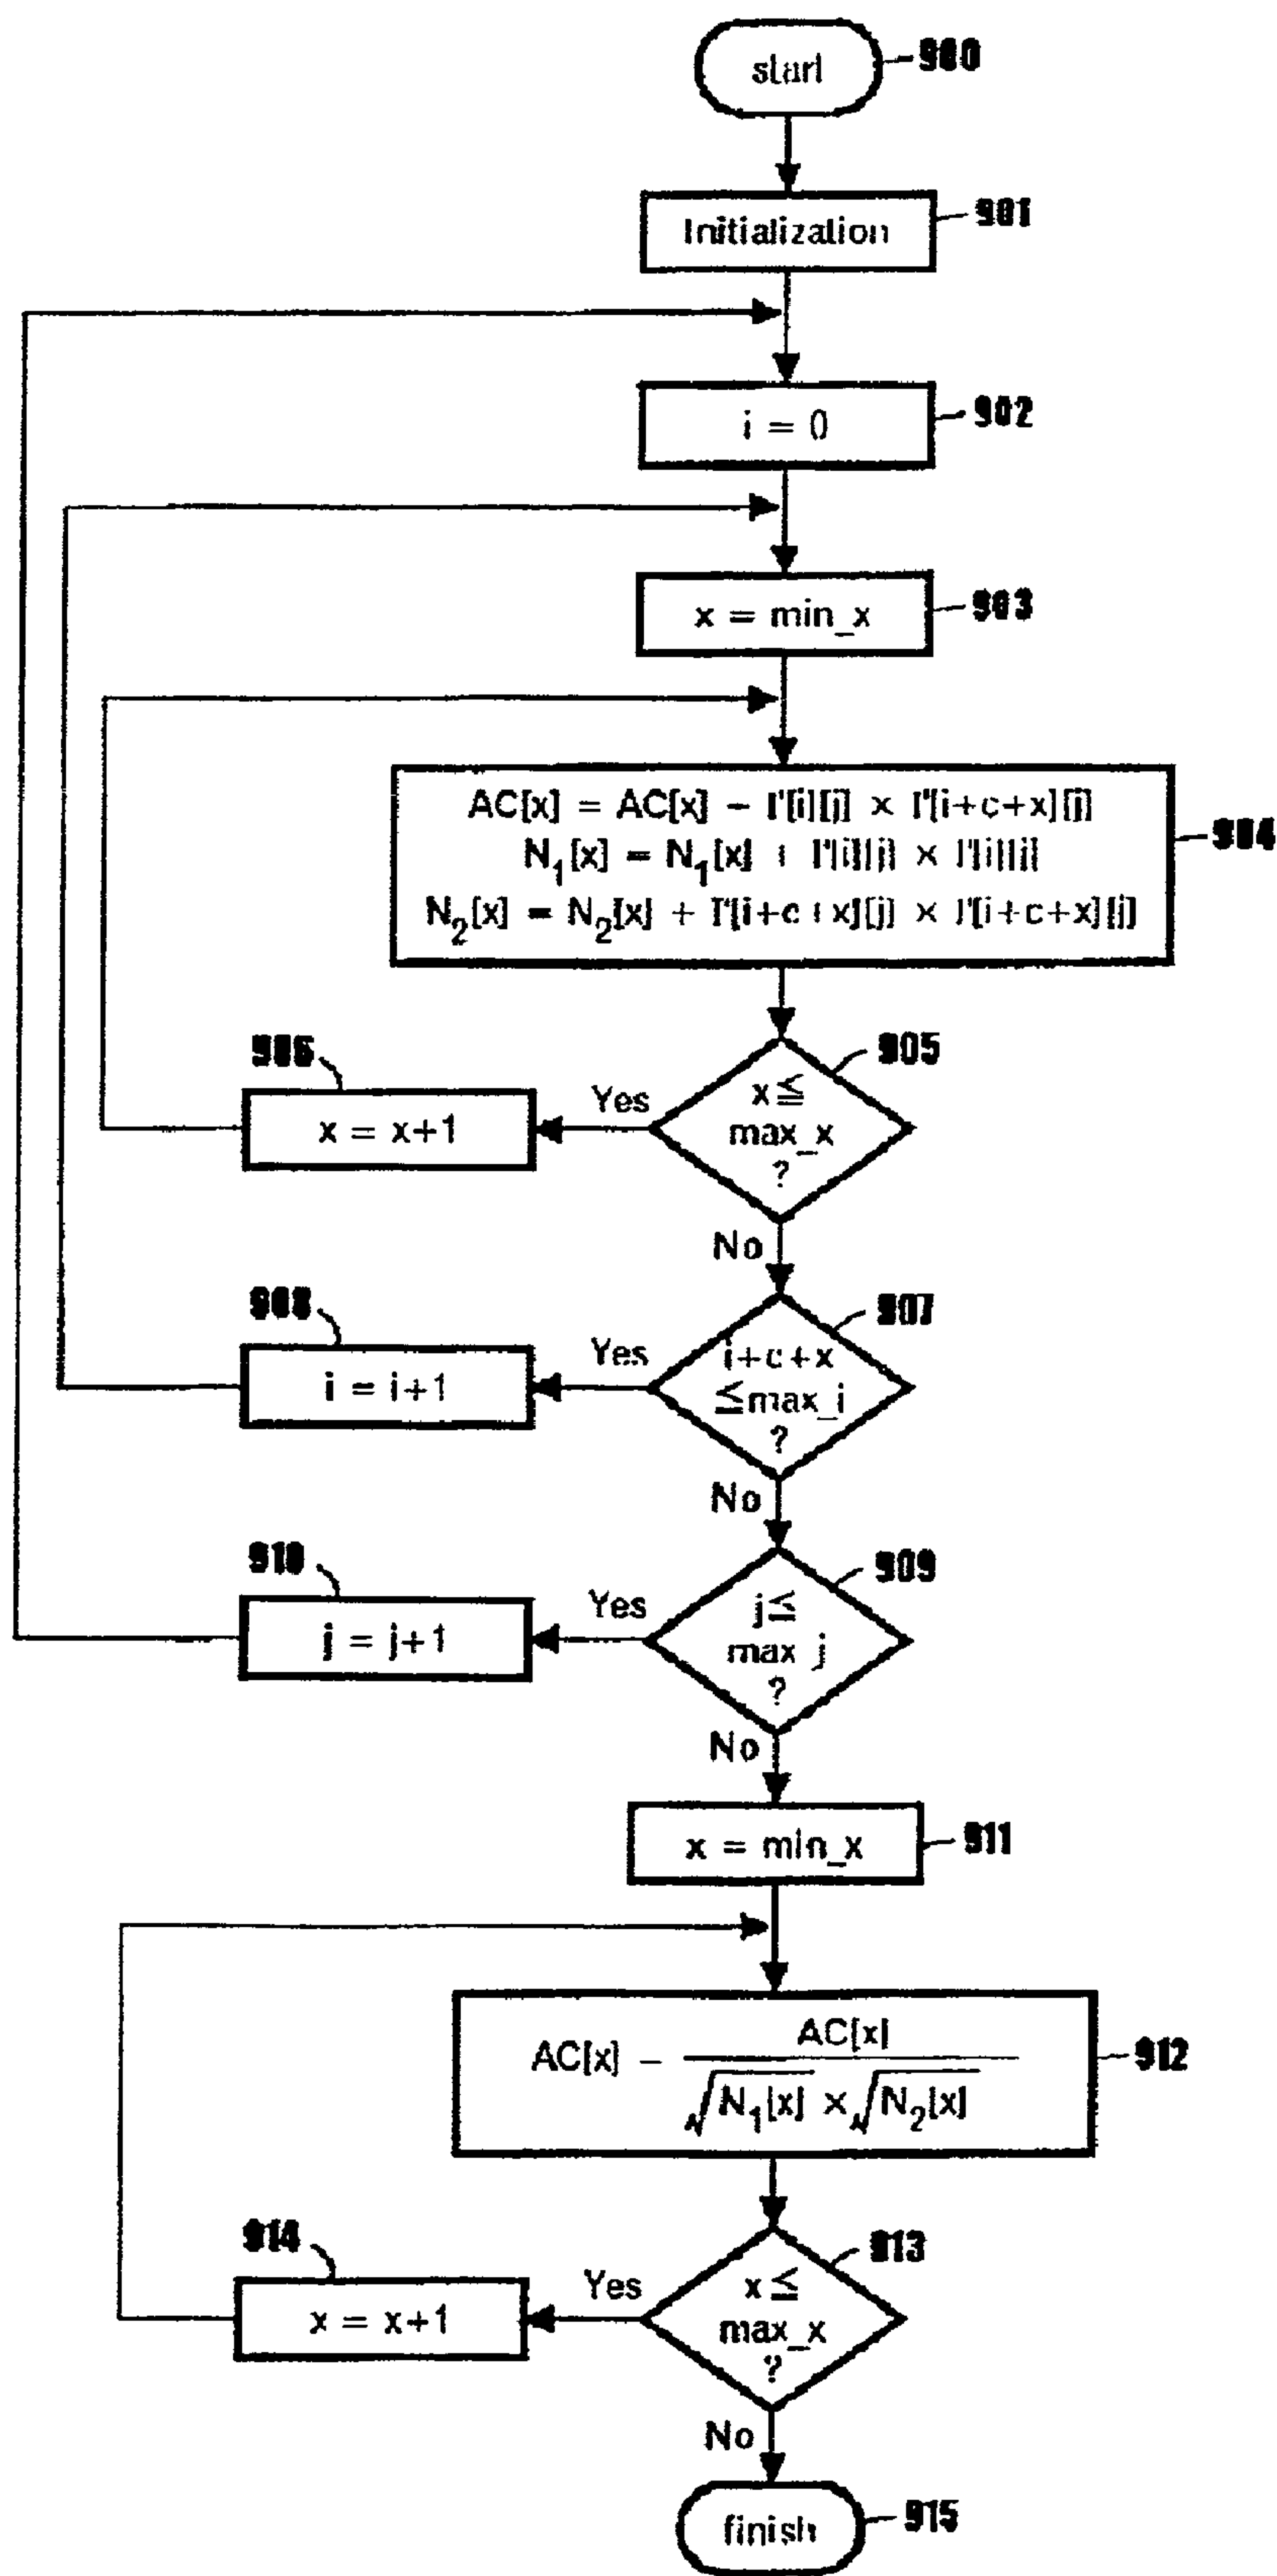 start
900
Initialization
901
i = 0
902
x = min_x
903
AC[x] = AC[x] - I'[i][j] × I'[i+c+x][j]
N1[x] = N1[x] + I'[i][j] × I'[i][j]
N2[x] = N2[x] + I'[i+c+x][j] × I'[i+c+x][j]
904
905
x≦
max_x
?
Yes
906
x = x+1
No
907
i+c+x
≦max_i
?
Yes
908
i = i+1
No
909
j≦
max j
?
Yes
910
j = j+1
No
x = min_x
911
AC[x] - AC[x]
√N1[x] × √N2[x]
912
913
x≦
max_x
?
Yes
914
x = x+1
No
finish
915